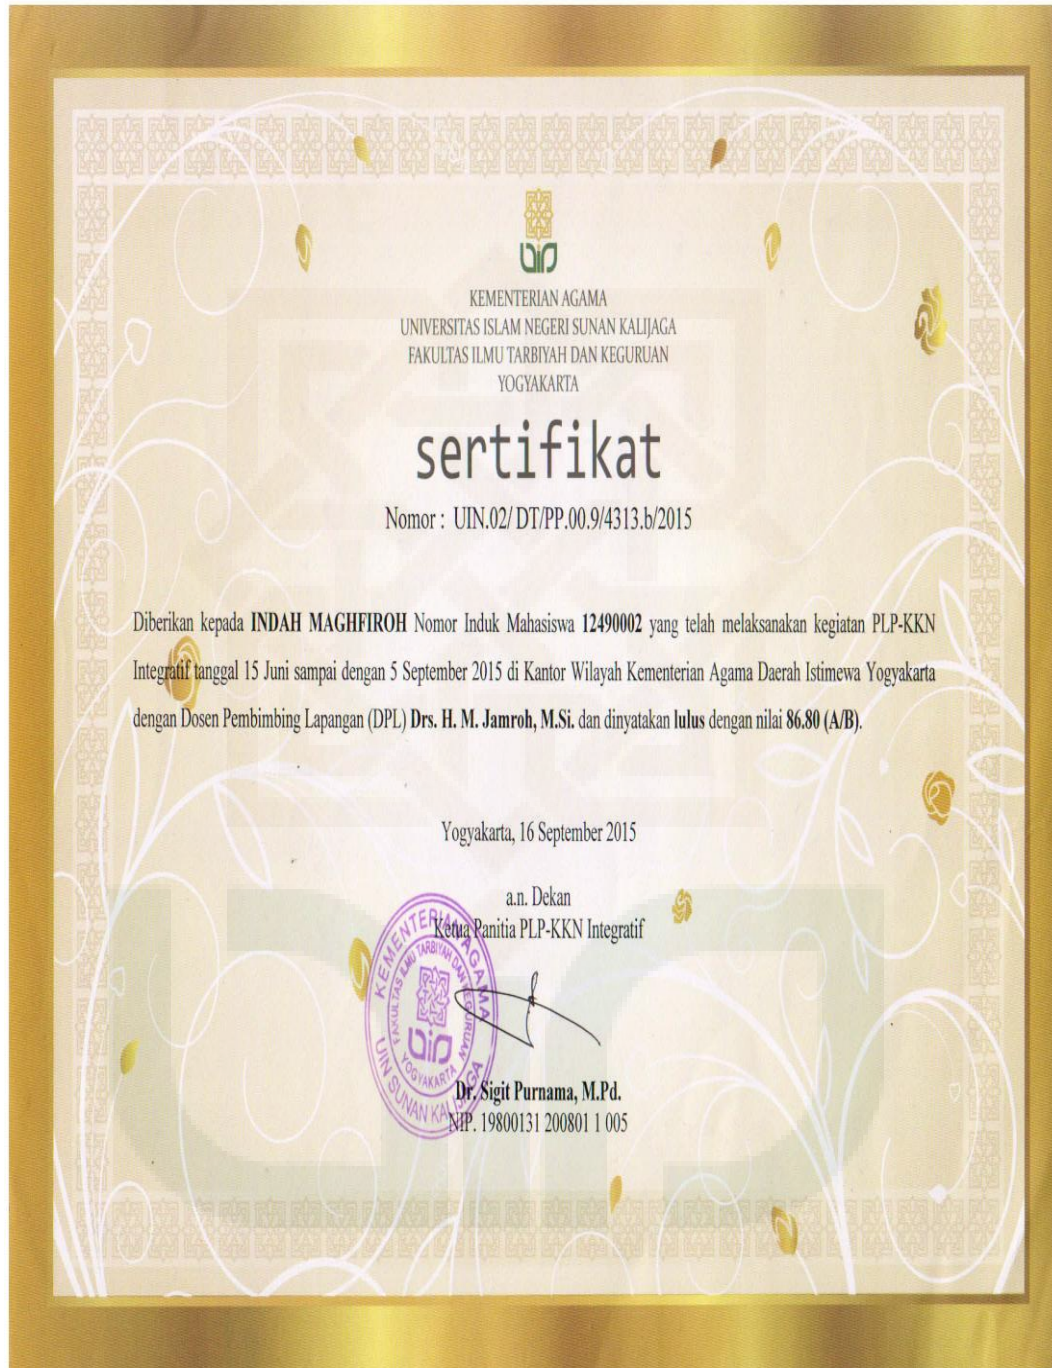 uin
KEMENTERIAN AGAMA
UNIVERSITAS ISLAM NEGERI SUNAN KALIJAGA
FAKULTAS ILMU TARBIYAH DAN KEGURUAN
YOGYAKARTA
sertifikat
Nomor : UIN.02/ DT/PP.00.9/4313.b/2015
Diberikan kepada INDAH MAGHFIROH Nomor Induk Mahasiswa 12490002 yang telah melaksanakan kegiatan PLP-KKN
Integratif tanggal 15 Juni sampai dengan 5 September 2015 di Kantor Wilayah Kementerian Agama Daerah Istimewa Yogyakarta
dengan Dosen Pembimbing Lapangan (DPL) Drs. H. M. Jamroh, M.Si. dan dinyatakan lulus dengan nilai 86.80 (A/B).
Yogyakarta, 16 September 2015
a.n. Dekan
Ketua Panitia PLP-KKN Integratif
KEMENTERIAN AGAMA
FAKULTAS ILMU TARBIYAH DAN KEGURUAN
uin
YOGYAKARTA
UIN SUNAN KALIJAGA
Dr. Sigit Purnama, M.Pd.
NIP. 19800131 200801 1 005